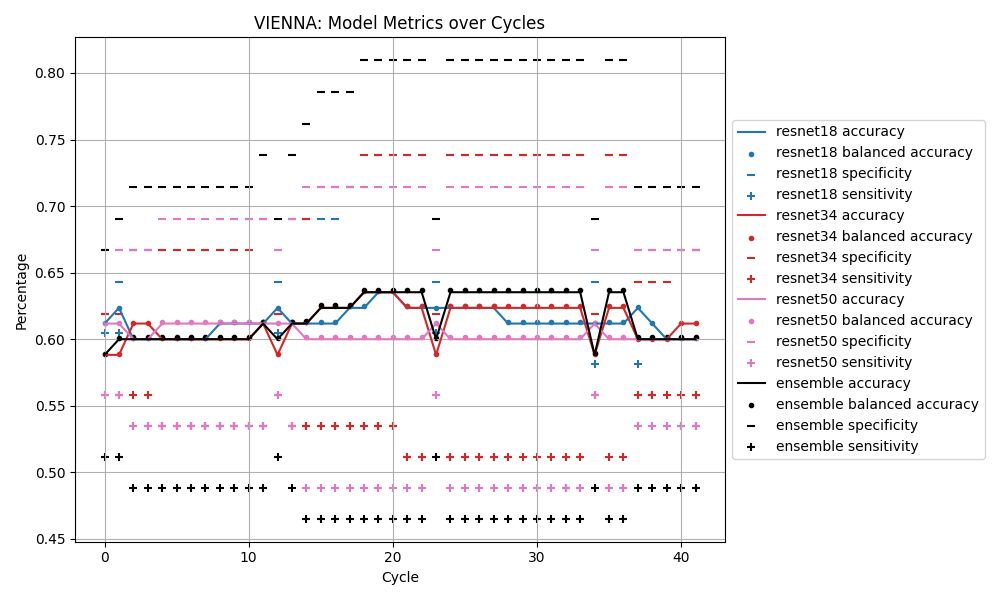 VIENNA: Model Metrics over Cycles
Percentage
0.80
0.75
0.70
0.65
0.60
0.55
0.50
0.45
0
10
20
30
40
Cycle
resnet18 accuracy
resnet18 balanced accuracy
resnet18 specificity
resnet18 sensitivity
resnet34 accuracy
resnet34 balanced accuracy
resnet34 specificity
resnet34 sensitivity
resnet50 accuracy
resnet50 balanced accuracy
resnet50 specificity
resnet50 sensitivity
ensemble accuracy
ensemble balanced accuracy
ensemble specificity
ensemble sensitivity